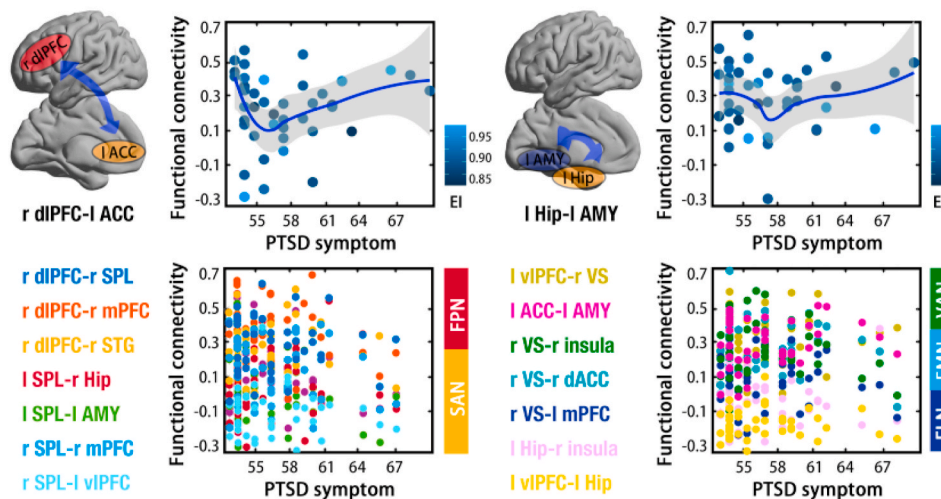 r dlPFC
l ACC
r dlPFC-l ACC
Functional connectivity
0.7
0.5
0.3
0.1
-0.1
-0.3
55 58 61 64 67
PTSD symptom
0.95
0.90
0.85
EI
l AMY
l Hip
l Hip-l AMY
Functional connectivity
0.7
0.5
0.3
0.1
-0.1
-0.3
55 58 61 64 67
PTSD symptom
r dlPFC-r SPL
r dlPFC-r mPFC
r dlPFC-r STG
l SPL-r Hip
l SPL-l AMY
r SPL-r mPFC
r SPL-l vlPFC
Functional connectivity
0.7
0.5
0.3
0.1
-0.1
-0.3
55 58 61 64 67
PTSD symptom
FPN
SAN
l vlPFC-r VS
l ACC-l AMY
r VS-r insula
r VS-r dACC
r VS-l mPFC
l Hip-r insula
l vlPFC-l Hip
Functional connectivity
0.7
0.5
0.3
0.1
-0.1
-0.3
55 58 61 64 67
PTSD symptom